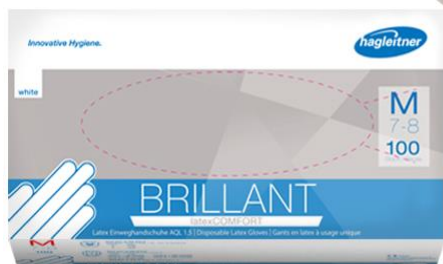 Innovative Hygiene.
hagleitner
white
M
7-8
100
BRILLANT
latexCOMFORT
Latex Einweghandschuhe AQL 1,5 | Disposable Latex Gloves | Gants en latex à usage unique
M